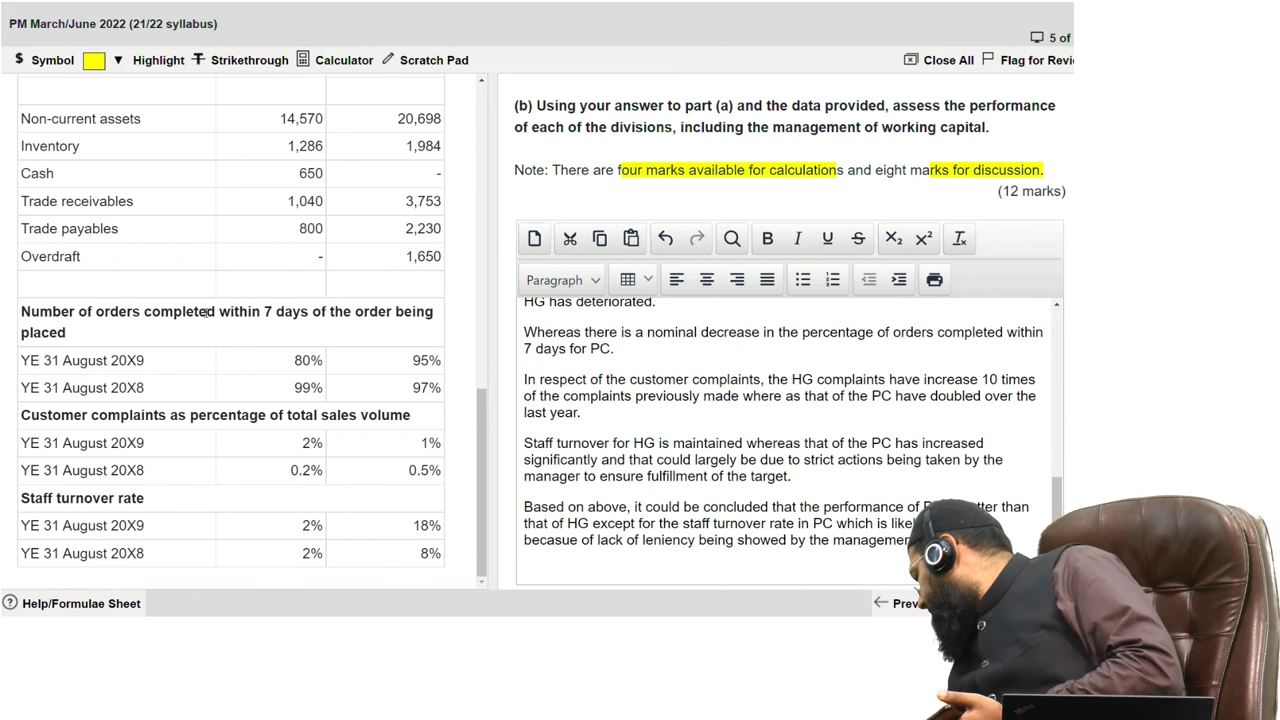 PM March/June 2022 (21/22 syllabus)
5 of
$ Symbol Highlight T Strikethrough Calculator Scratch Pad
Close All Flag for
Non-current assets 14,570 20,698
Inventory 1,286 1,984
Cash 650 -
Trade receivables 1,040 3,753
Trade payables 800 2,230
Overdraft - 1,650
Number of orders completed within 7 days of the order being
placed
YE 31 August 20X9 80% 95%
YE 31 August 20X8 99% 97%
Customer complaints as percentage of total sales volume
YE 31 August 20X9 2% 1%
YE 31 August 20X8 0.2% 0.5%
Staff turnover rate
YE 31 August 20X9 2% 18%
YE 31 August 20X8 2% 8%
(b) Using your answer to part (a) and the data provided, assess the performance
of each of the divisions, including the management of working capital.
Note: There are four marks available for calculations and eight marks for discussion.
(12 marks)
B I U S X₂ X² Ix
Paragraph
HG has deteriorated.
Whereas there is a nominal decrease in the percentage of orders completed within
7 days for PC.
In respect of the customer complaints, the HG complaints have increase 10 times
of the complaints previously made where as that of the PC have doubled over the
last year.
Staff turnover for HG is maintained whereas that of the PC has increased
significantly and that could largely be due to strict actions being taken by the
manager to ensure fulfillment of the target.
Based on above, it could be concluded that the performance of than
that of HG except for the staff turnover rate in PC which is
becasue of lack of leniency being showed by the
Help/Formulae Sheet